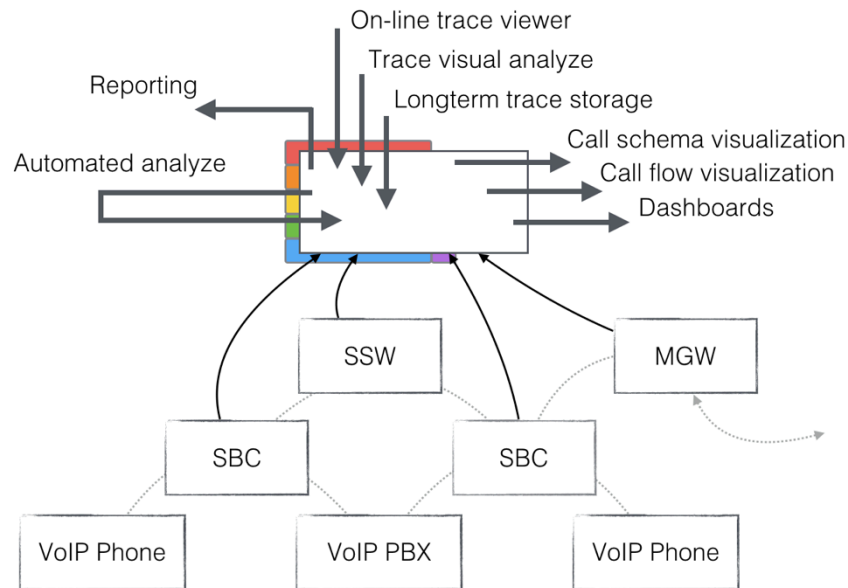 On-line trace viewer
Trace visual analyze
Reporting
Longterm trace storage
Call schema visualization
Automated analyze
Call flow visualization
Dashboards
SSW
MGW
SBC
SBC
VoIP Phone
VoIP PBX
VoIP Phone